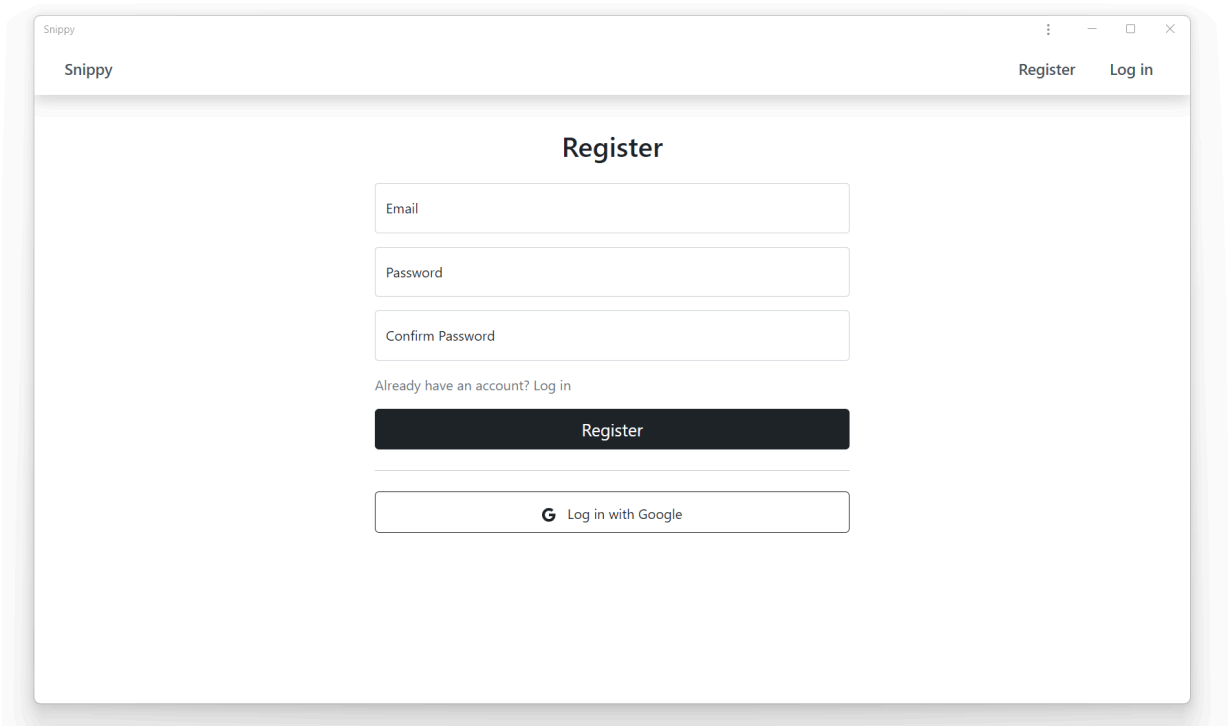 Snippy
Snippy
Register
Log in
Register
Email
Password
Confirm Password
Already have an account? Log in
Register
Log in with Google